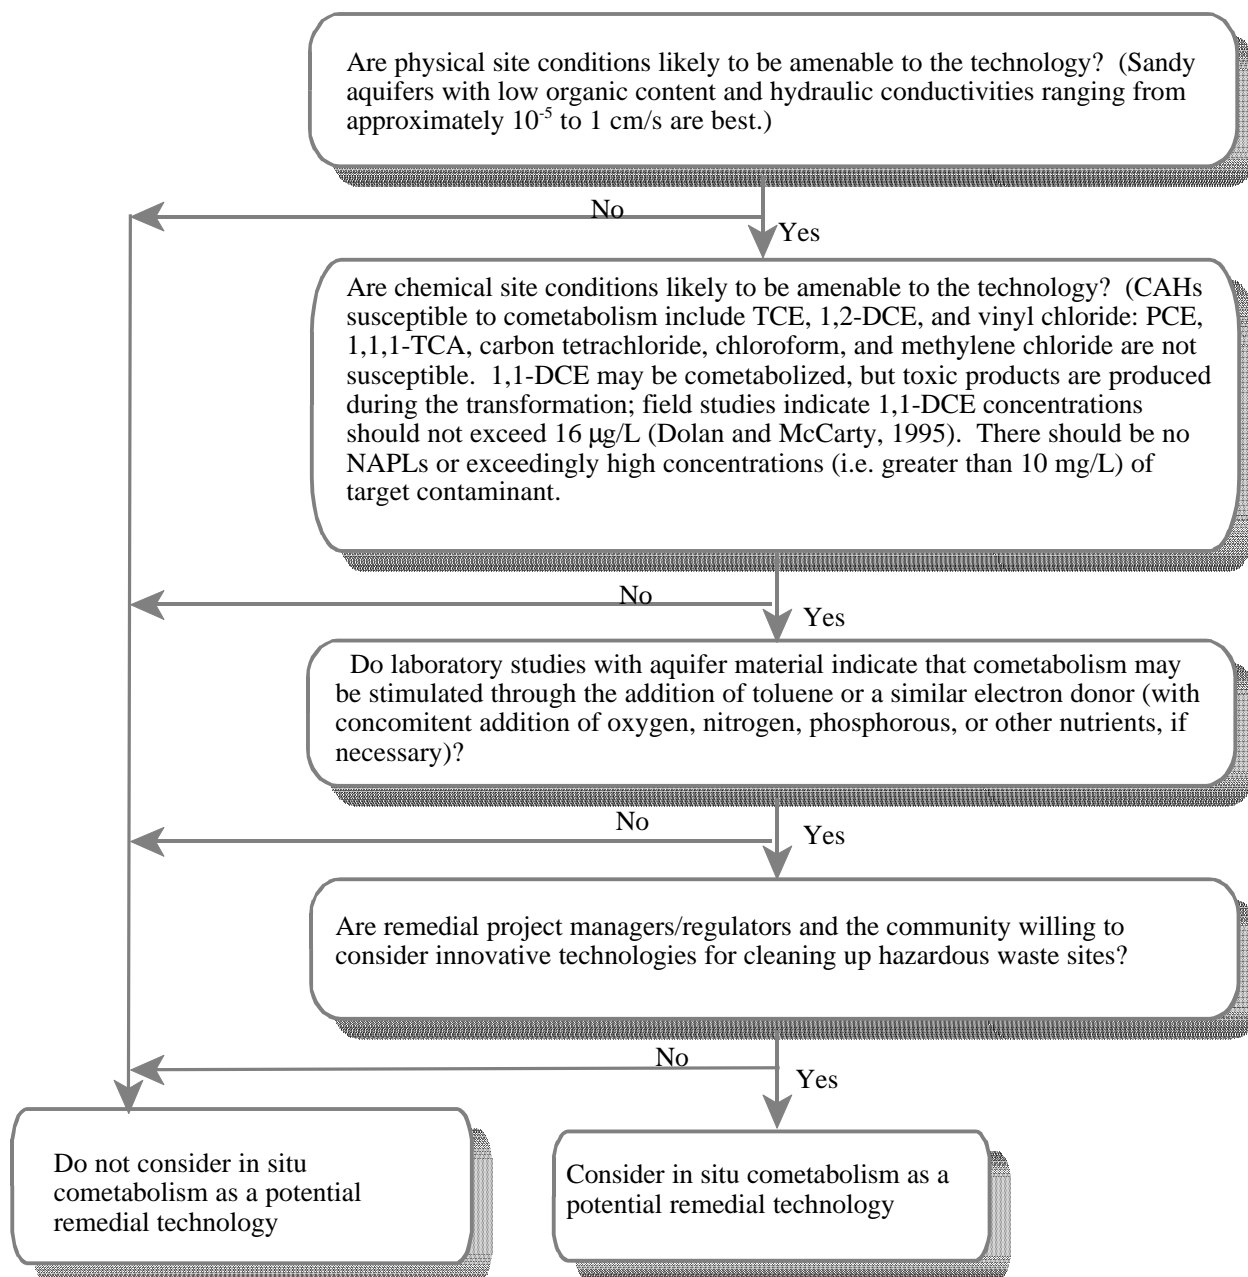 Are physical site conditions likely to be amenable to the technology? (Sandy
aquifers with low organic content and hydraulic conductivities ranging from
approximately 10⁻⁵ to 1 cm/s are best.)
No
Yes
Are chemical site conditions likely to be amenable to the technology? (CAHs
susceptible to cometabolism include TCE, 1,2-DCE, and vinyl chloride: PCE,
1,1,1-TCA, carbon tetrachloride, chloroform, and methylene chloride are not
susceptible. 1,1-DCE may be cometabolized, but toxic products are produced
during the transformation; field studies indicate 1,1-DCE concentrations
should not exceed 16 µg/L (Dolan and McCarty, 1995). There should be no
NAPLs or exceedingly high concentrations (i.e. greater than 10 mg/L) of
target contaminant.
No
Yes
Do laboratory studies with aquifer material indicate that cometabolism may
be stimulated through the addition of toluene or a similar electron donor (with
concomitent addition of oxygen, nitrogen, phosphorous, or other nutrients, if
necessary)?
No
Yes
Are remedial project managers/regulators and the community willing to
consider innovative technologies for cleaning up hazardous waste sites?
No
Yes
Do not consider in situ
cometabolism as a potential
remedial technology
Consider in situ cometabolism as a
potential remedial technology